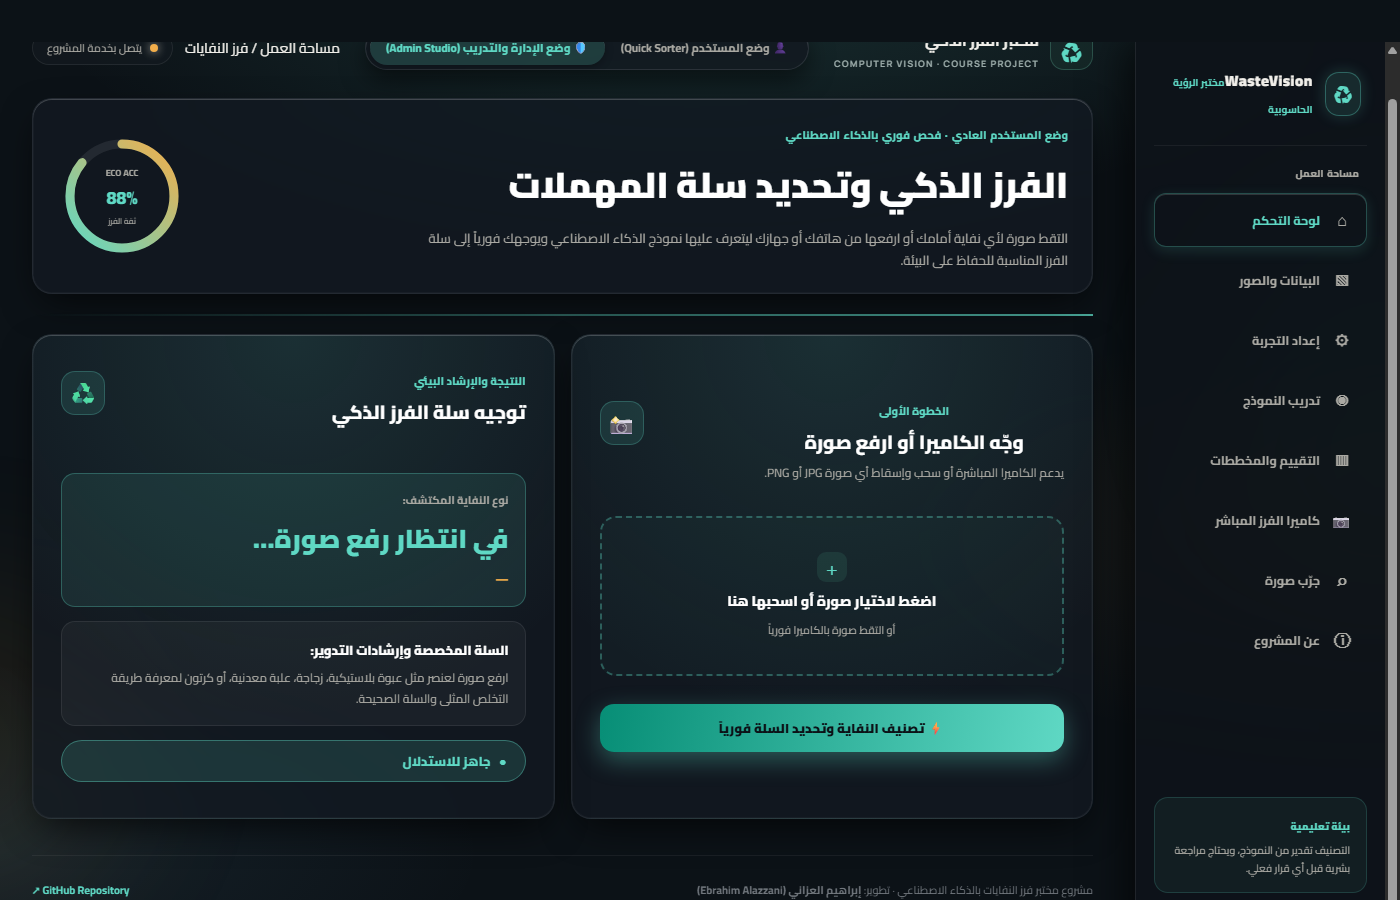 مختبر الفرز الذكي
COMPUTER VISION · COURSE PROJECT
وضع المستخدم (Quick Sorter)
وضع الإدارة والتدريب (Admin Studio)
مساحة العمل / فرز النفايات
يتصل بخدمة المشروع
WasteVision مختبر الرؤية
الحاسوبية
مساحة العمل
لوحة التحكم
البيانات والصور
إعداد التجربة
تدريب النموذج
التقييم والمخططات
كاميرا الفرز المباشر
جرّب صورة
عن المشروع
بيئة تعليمية
التصنيف تقدير من النموذج، ويحتاج مراجعة
بشرية قبل أي قرار فعلي.
وضع المستخدم العادي · فحص فوري بالذكاء الاصطناعي
الفرز الذكي وتحديد سلة المهملات
التقط صورة لأي نفاية أمامك أو ارفعها من هاتفك أو جهازك ليتعرف عليها نموذج الذكاء الاصطناعي ويوجهك فورياً إلى سلة
الفرز المناسبة للحفاظ على البيئة.
ECO ACC
88%
ثقة الفرز
الخطوة الأولى
وجّه الكاميرا أو ارفع صورة
يدعم الكاميرا المباشرة أو سحب وإسقاط أي صورة JPG أو PNG.
+
اضغط لاختيار صورة أو اسحبها هنا
أو التقط صورة بالكاميرا فورياً
تصنيف النفاية وتحديد السلة فورياً
النتيجة والإرشاد البيئي
توجيه سلة الفرز الذكي
نوع النفاية المكتشف:
في انتظار رفع صورة...
—
السلة المخصصة وإرشادات التدوير:
ارفع صورة لعنصر مثل عبوة بلاستيكية، زجاجة، علبة معدنية، أو كرتون لمعرفة طريقة
التخلص المثلى والسلة الصحيحة.
● جاهز للاستدلال
مشروع مختبر فرز النفايات بالذكاء الاصطناعي · تطوير: إبراهيم العزاني (Ebrahim Alazzani)
GitHub Repository ↗